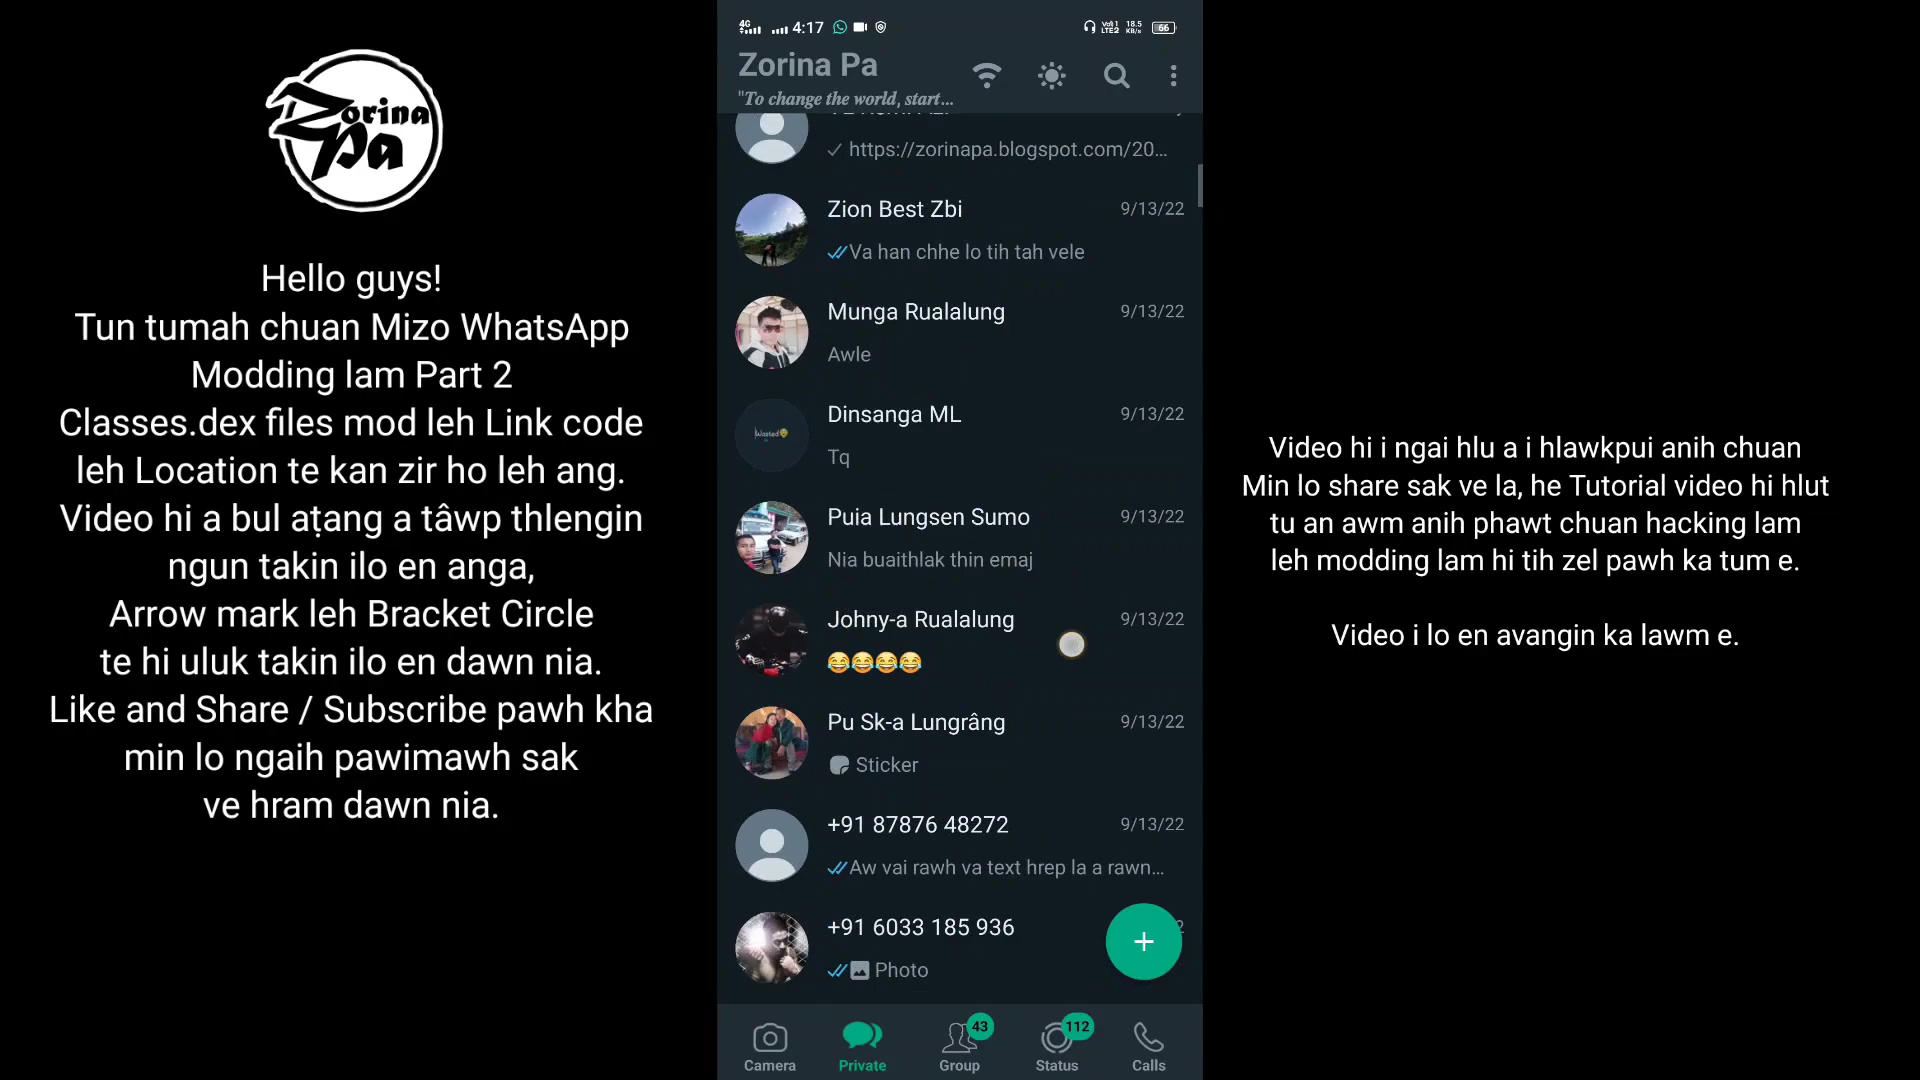 Zorina
Pa
Hello guys!
Tun tumah chuan Mizo WhatsApp
Modding lam Part 2
Classes.dex files mod leh Link code
leh Location te kan zir ho leh ang.
Video hi a bul aṭang a tâwp thlengin
ngun takin ilo en anga,
Arrow mark leh Bracket Circle
te hi uluk takin ilo en dawn nia.
Like and Share / Subscribe pawh kha
min lo ngaih pawimawh sak
ve hram dawn nia.
4G 4:17 Vo) 1 LTE2 18.5 KB/s 66
Zorina Pa
"To change the world, start...
https://zorinapa.blogspot.com/20...
Zion Best Zbi 9/13/22
Va han chhe lo tih tah vele
Munga Rualalung 9/13/22
Awle
Wasted
Dinsanga ML 9/13/22
Tq
Puia Lungsen Sumo 9/13/22
Nia buaithlak thin emaj
Johny-a Rualalung 9/13/22
😂😂😂😂
Pu Sk-a Lungrâng 9/13/22
Sticker
+91 87876 48272 9/13/22
Aw vai rawh va text hrep la a rawn...
+91 6033 185 936
Photo
+
43
112
Camera Private Group Status Calls
Video hi i ngai hlu a i hlawkpui anih chuan
Min lo share sak ve la, he Tutorial video hi hlut
tu an awm anih phawt chuan hacking lam
leh modding lam hi tih zel pawh ka tum e.
Video i lo en avangin ka lawm e.